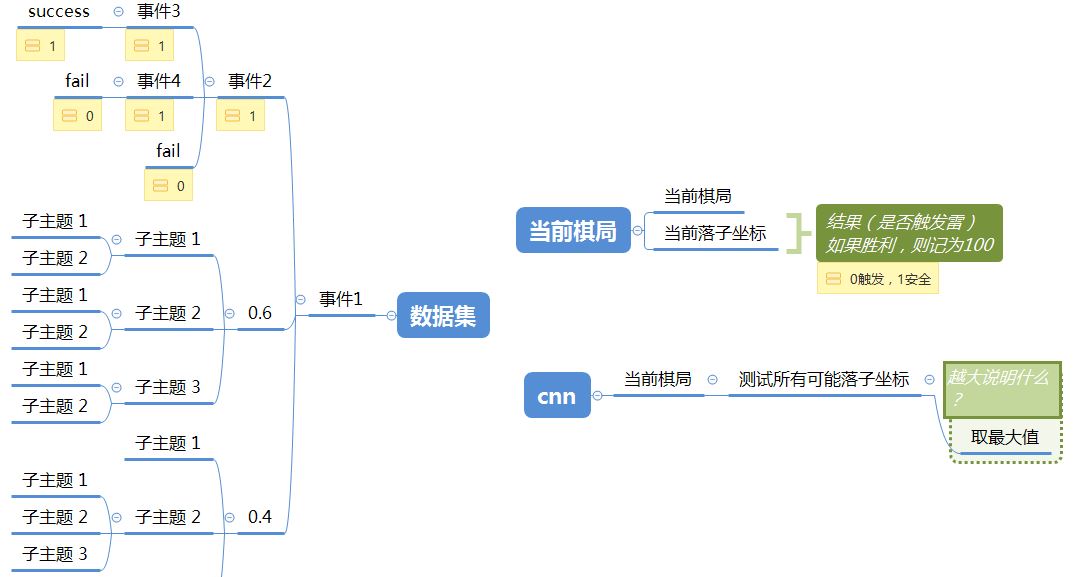 success
事件3
1
1
fail
事件4
事件2
0
1
1
fail
0
子主题 1
子主题 2
子主题 1
子主题 1
子主题 2
子主题 2
0.6
子主题 1
子主题 2
子主题 3
事件1
数据集
子主题 1
子主题 1
子主题 2
子主题 3
子主题 2
0.4
当前棋局
当前棋局
当前落子坐标
结果（是否触发雷）
如果胜利，则记为100
0触发，1安全
cnn
当前棋局
测试所有可能落子坐标
越大说明什么
？
取最大值